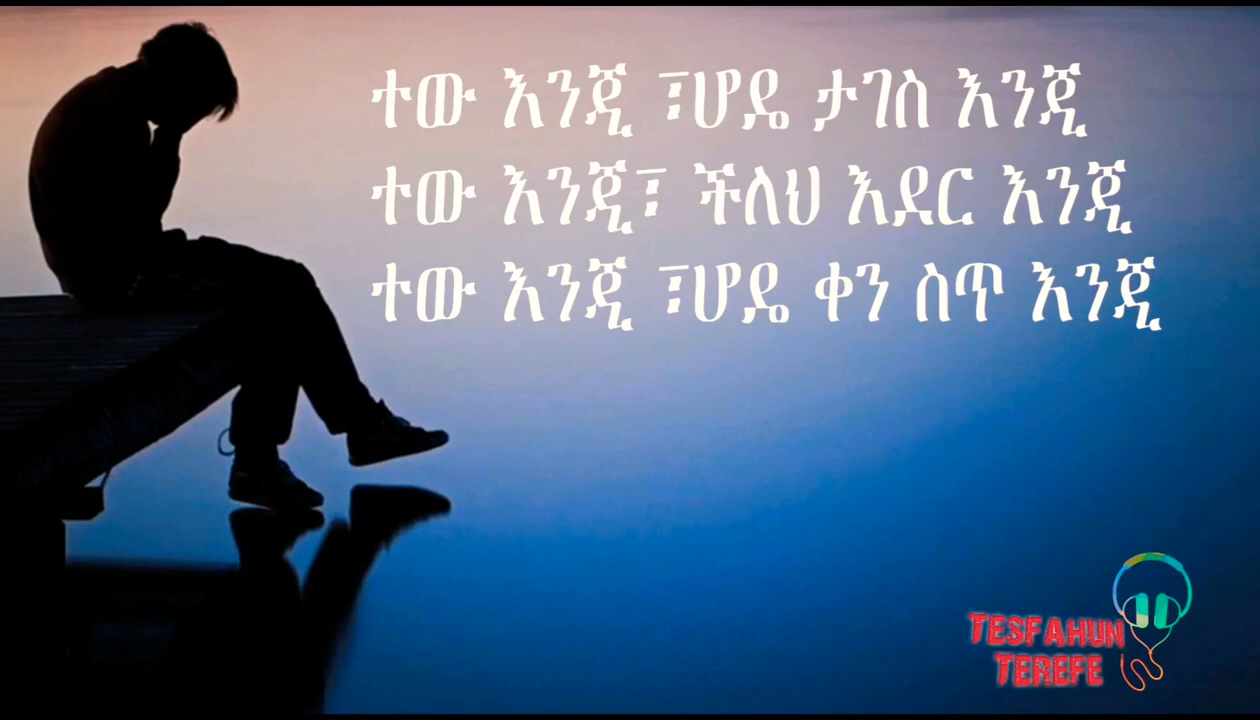 ተው እንጂ ፣ሆዴ ታገስ እንጂ
ተው እንጂ፣ ችለህ እደር እንጂ
ተው እንጂ ፣ሆዴ ቀን ስጥ እንጂ
TESFAHUN
TEREFE